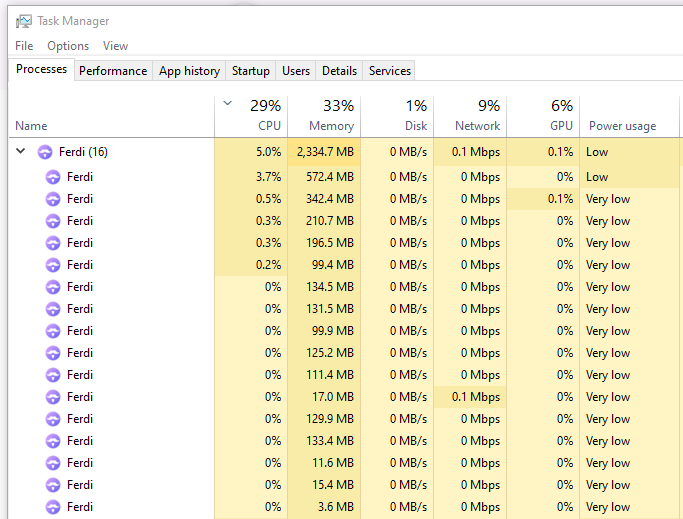 Task Manager
File Options View
Processes Performance App history Startup Users Details Services
29% 33% 1% 9% 6%
Name CPU Memory Disk Network GPU Power usage
Ferdi (16) 5.0% 2,334.7 MB 0 MB/s 0.1 Mbps 0.1% Low
Ferdi 3.7% 572.4 MB 0 MB/s 0 Mbps 0% Low
Ferdi 0.5% 342.4 MB 0 MB/s 0 Mbps 0.1% Very low
Ferdi 0.3% 210.7 MB 0 MB/s 0 Mbps 0% Very low
Ferdi 0.3% 196.5 MB 0 MB/s 0 Mbps 0% Very low
Ferdi 0.2% 99.4 MB 0 MB/s 0 Mbps 0% Very low
Ferdi 0% 134.5 MB 0 MB/s 0 Mbps 0% Very low
Ferdi 0% 131.5 MB 0 MB/s 0 Mbps 0% Very low
Ferdi 0% 99.9 MB 0 MB/s 0 Mbps 0% Very low
Ferdi 0% 125.2 MB 0 MB/s 0 Mbps 0% Very low
Ferdi 0% 111.4 MB 0 MB/s 0 Mbps 0% Very low
Ferdi 0% 17.0 MB 0 MB/s 0.1 Mbps 0% Very low
Ferdi 0% 129.9 MB 0 MB/s 0 Mbps 0% Very low
Ferdi 0% 133.4 MB 0 MB/s 0 Mbps 0% Very low
Ferdi 0% 11.6 MB 0 MB/s 0 Mbps 0% Very low
Ferdi 0% 15.4 MB 0 MB/s 0 Mbps 0% Very low
Ferdi 0% 3.6 MB 0 MB/s 0 Mbps 0% Very low